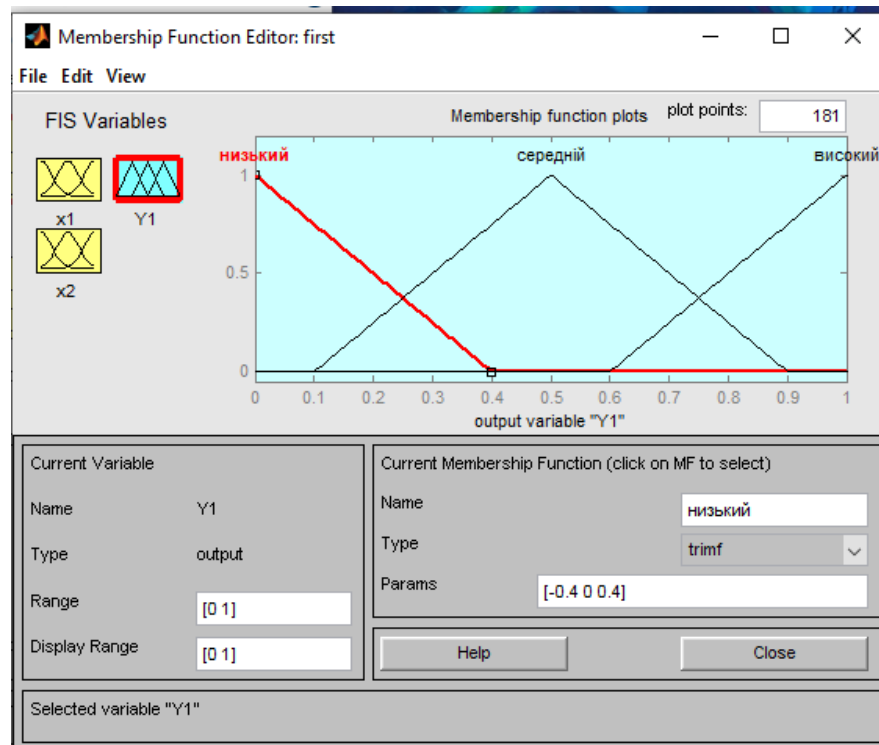 Membership Function Editor: first
File Edit View
FIS Variables
x1
Y1
x2
Membership function plots
plot points:
181
низький
середній
високий
1
0.5
0
0 0.1 0.2 0.3 0.4 0.5 0.6 0.7 0.8 0.9 1
output variable "Y1"
Current Variable
Name Y1
Type output
Range [0 1]
Display Range [0 1]
Current Membership Function (click on MF to select)
Name низький
Type trimf
Params [-0.4 0 0.4]
Help
Close
Selected variable "Y1"